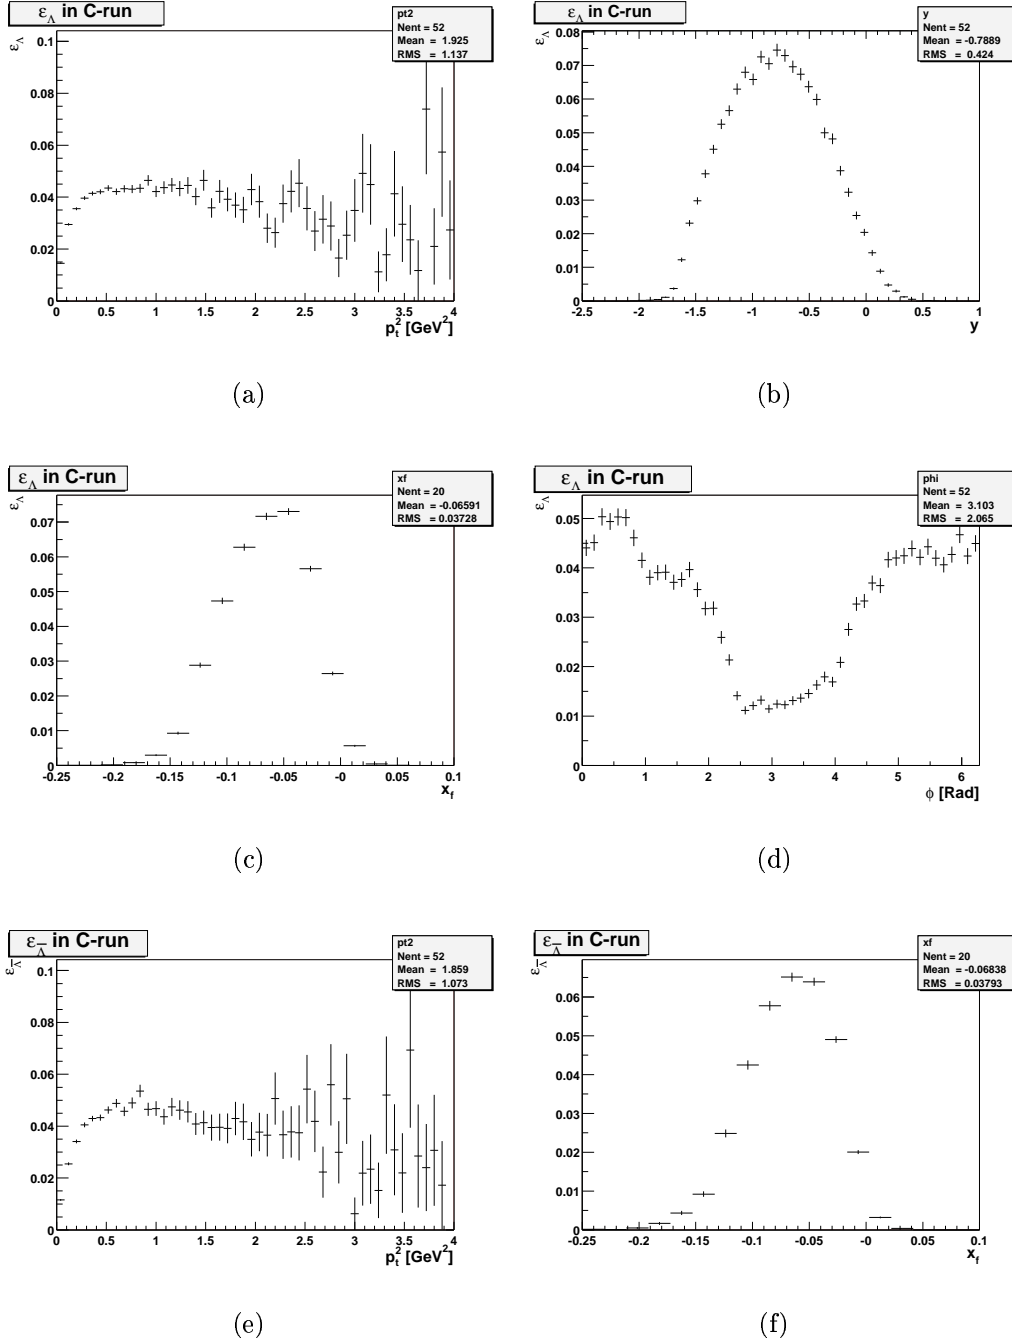 ε_Λ in C-run
pt2
Nent = 52
Mean = 1.925
RMS = 1.137
ε_Λ
0.1
0.08
0.06
0.04
0.02
0
0 0.5 1 1.5 2 2.5 3 3.5 4
p_t^2 [GeV^2]
(a)
ε_Λ in C-run
y
Nent = 52
Mean = -0.7889
RMS = 0.424
ε_Λ
0.08
0.07
0.06
0.05
0.04
0.03
0.02
0.01
0
-2.5 -2 -1.5 -1 -0.5 0 0.5 1
y
(b)
ε_Λ in C-run
xf
Nent = 20
Mean = -0.06591
RMS = 0.03728
ε_Λ
0.07
0.06
0.05
0.04
0.03
0.02
0.01
0
-0.25 -0.2 -0.15 -0.1 -0.05 -0 0.05 0.1
x_f
(c)
ε_Λ in C-run
phi
Nent = 52
Mean = 3.103
RMS = 2.065
ε_Λ
0.05
0.04
0.03
0.02
0.01
0
0 1 2 3 4 5 6
ϕ [Rad]
(d)
ε_Λ̅ in C-run
pt2
Nent = 52
Mean = 1.859
RMS = 1.073
ε_Λ̅
0.1
0.08
0.06
0.04
0.02
0
0 0.5 1 1.5 2 2.5 3 3.5 4
p_t^2 [GeV^2]
(e)
ε_Λ̅ in C-run
xf
Nent = 20
Mean = -0.06838
RMS = 0.03793
ε_Λ̅
0.06
0.05
0.04
0.03
0.02
0.01
0
-0.25 -0.2 -0.15 -0.1 -0.05 -0 0.05 0.1
x_f
(f)